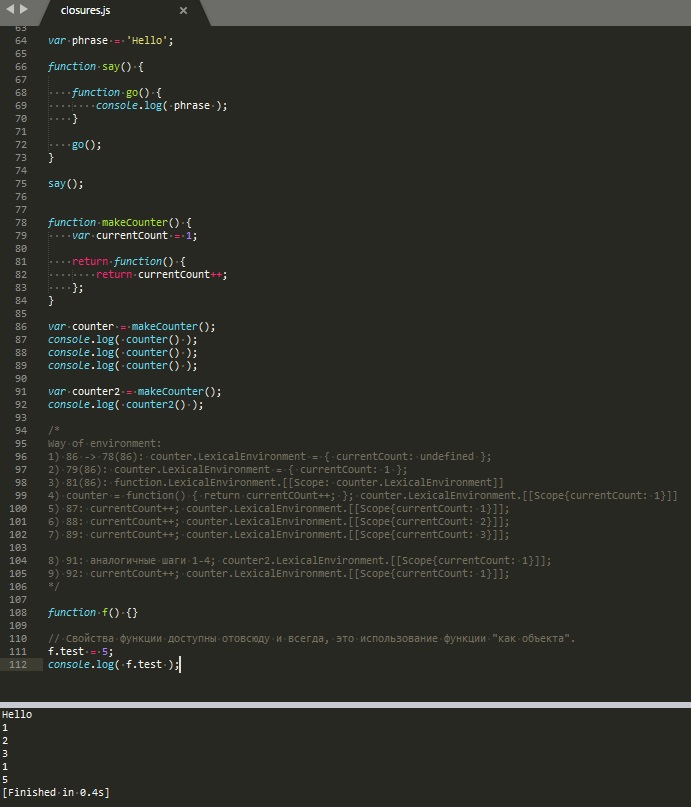 closures.js ×
63
64 var phrase = 'Hello';
65
66 function say() {
67
68     function go() {
69         console.log( phrase );
70     }
71
72     go();
73 }
74
75 say();
76
77
78 function makeCounter() {
79     var currentCount = 1;
80
81     return function() {
82         return currentCount++;
83     };
84 }
85
86 var counter = makeCounter();
87 console.log( counter() );
88 console.log( counter() );
89 console.log( counter() );
90
91 var counter2 = makeCounter();
92 console.log( counter2() );
93
94 /*
95 Way of environment:
96 1) 86 -> 78(86): counter.LexicalEnvironment = { currentCount: undefined };
97 2) 79(86): counter.LexicalEnvironment = { currentCount: 1 };
98 3) 81(86): function.LexicalEnvironment.[[Scope: counter.LexicalEnvironment]]
99 4) counter = function() { return currentCOunt++; }; counter.LexicalEnvironment.[[Scope{currentCount: 1}]]
100 5) 87: currentCount++; counter.LexicalEnvironment.[[Scope{currentCount: 1}]];
101 6) 88: currentCount++; counter.LexicalEnvironment.[[Scope{currentCount: 2}]];
102 7) 89: currentCount++; counter.LexicalEnvironment.[[Scope{currentCount: 3}]];
103
104 8) 91: аналогичные шаги 1-4; counter2.LexicalEnvironment.[[Scope{currentCount: 1}]];
105 9) 92: currentCount++; counter.LexicalEnvironment.[[Scope{currentCount: 1}]];
106 */
107
108 function f() {}
109
110 // Свойства функции доступны отовсюду и всегда, это использование функции "как объекта".
111 f.test = 5;
112 console.log( f.test );
Hello
1
2
3
1
5
[Finished in 0.4s]